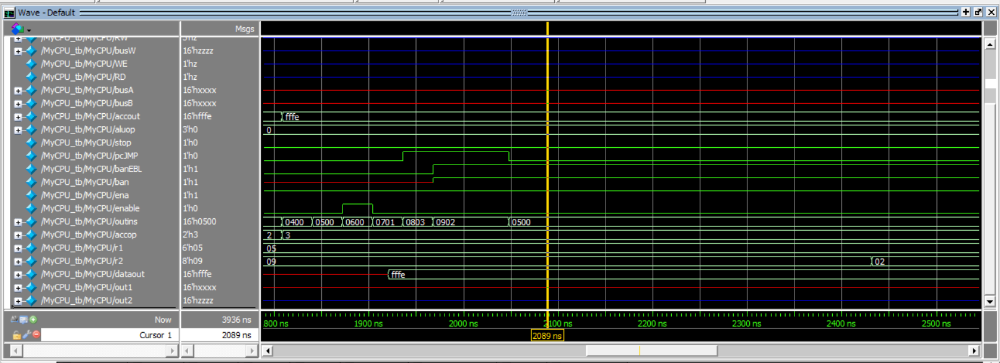 Wave - Default
Msgs
/MyCPU_tb/MyCPU/RW 3'hz
/MyCPU_tb/MyCPU/busW 16'hzzzz
/MyCPU_tb/MyCPU/WE 1'hz
/MyCPU_tb/MyCPU/RD 1'hz
/MyCPU_tb/MyCPU/busA 16'hxxxx
/MyCPU_tb/MyCPU/busB 16'hxxxx
/MyCPU_tb/MyCPU/accout 16'hfffe fffe
/MyCPU_tb/MyCPU/aluop 3'h0 0
/MyCPU_tb/MyCPU/stop 1'h0
/MyCPU_tb/MyCPU/pcJMP 1'h0
/MyCPU_tb/MyCPU/banEBL 1'h1
/MyCPU_tb/MyCPU/ban 1'h1
/MyCPU_tb/MyCPU/ena 1'h1
/MyCPU_tb/MyCPU/enable 1'h0
/MyCPU_tb/MyCPU/outins 16'h0500 0400 0500 0600 0701 0803 0902 0500
/MyCPU_tb/MyCPU/accop 2'h3 2 3
/MyCPU_tb/MyCPU/r1 6'h05 05
/MyCPU_tb/MyCPU/r2 8'h09 09 02
/MyCPU_tb/MyCPU/dataout 16'hfffe fffe
/MyCPU_tb/MyCPU/out1 16'hxxxx
/MyCPU_tb/MyCPU/out2 16'hzzzz
Now 3936 ns 800 ns 1900 ns 2000 ns 2100 ns 2200 ns 2300 ns 2400 ns 2500 ns
Cursor 1 2089 ns 2089 ns